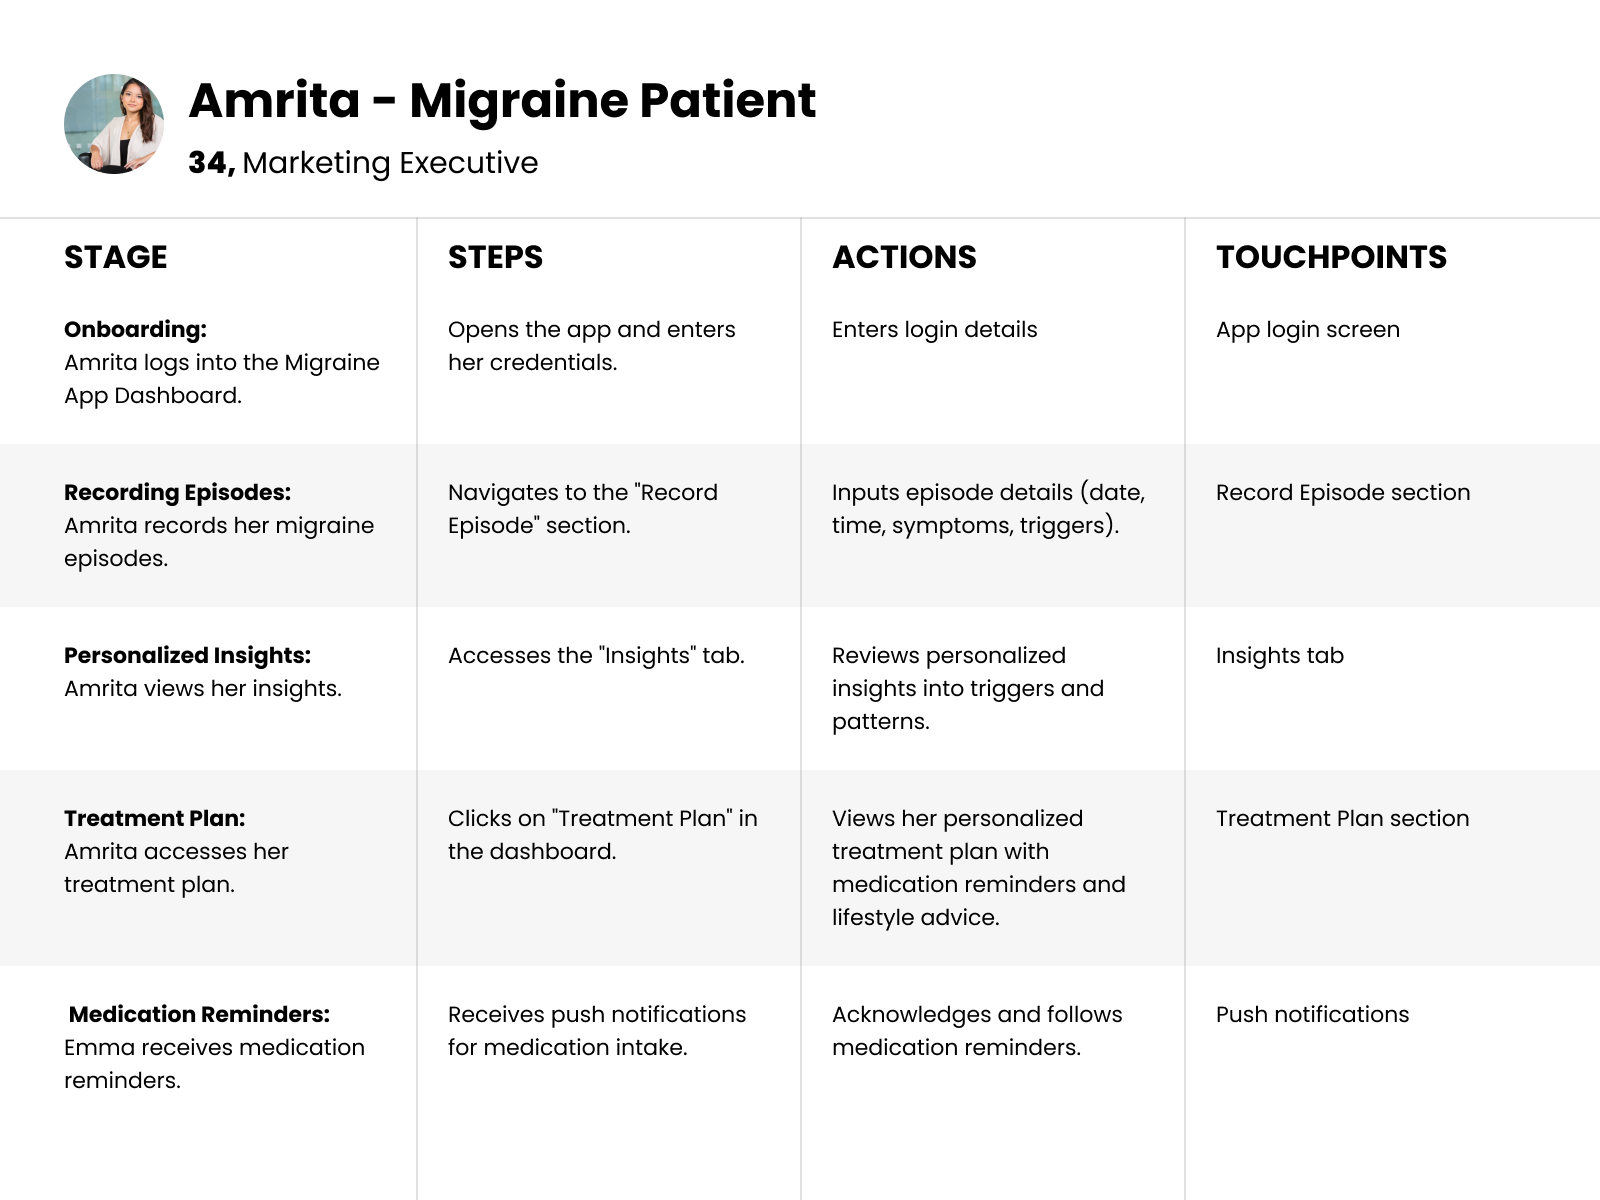 Amrita - Migraine Patient
34, Marketing Executive
STAGE
STEPS
ACTIONS
TOUCHPOINTS
Onboarding:
Amrita logs into the Migraine
App Dashboard.
Opens the app and enters
her credentials.
Enters login details
App login screen
Recording Episodes:
Amrita records her migraine
episodes.
Navigates to the "Record
Episode" section.
Inputs episode details (date,
time, symptoms, triggers).
Record Episode section
Personalized Insights:
Amrita views her insights.
Accesses the "Insights" tab.
Reviews personalized
insights into triggers and
patterns.
Insights tab
Treatment Plan:
Amrita accesses her
treatment plan.
Clicks on "Treatment Plan" in
the dashboard.
Views her personalized
treatment plan with
medication reminders and
lifestyle advice.
Treatment Plan section
Medication Reminders:
Emma receives medication
reminders.
Receives push notifications
for medication intake.
Acknowledges and follows
medication reminders.
Push notifications